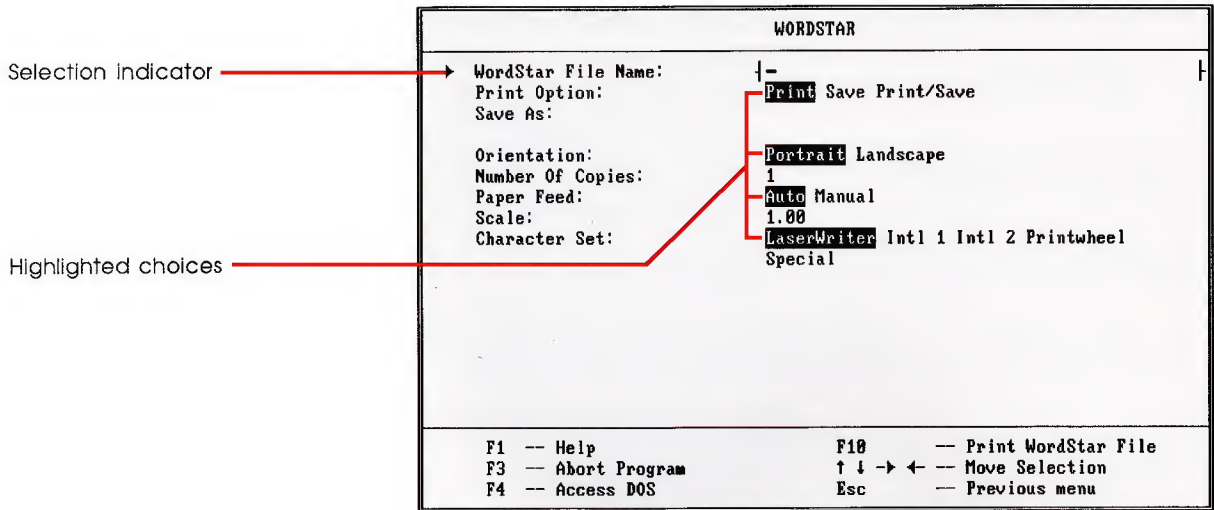 WORDSTAR
Selection indicator
WordStar File Name:
Print Option: Print Save Print/Save
Save As:
Orientation: Portrait Landscape
Number Of Copies: 1
Paper Feed: Auto Manual
Scale: 1.00
Character Set: LaserWriter Intl 1 Intl 2 Printwheel
Special
Highlighted choices
F1 -- Help F10 -- Print WordStar File
F3 -- Abort Program ↑ ↓ → ← -- Move Selection
F4 -- Access DOS Esc -- Previous menu